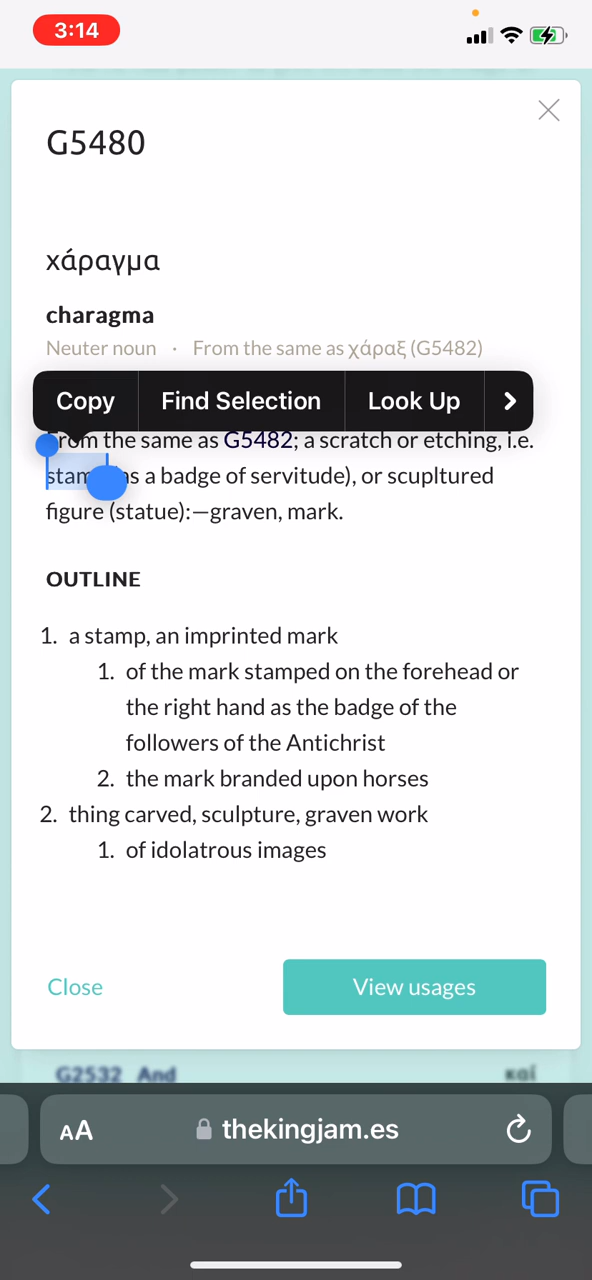 3:14
G5480
χάραγμα
charagma
Neuter noun · From the same as χάραξ (G5482)
Copy
Find Selection
Look Up
From the same as G5482; a scratch or etching, i.e.
stamp (as a badge of servitude), or scupltured
figure (statue):—graven, mark.
OUTLINE
1. a stamp, an imprinted mark
1. of the mark stamped on the forehead or
the right hand as the badge of the
followers of the Antichrist
2. the mark branded upon horses
2. thing carved, sculpture, graven work
1. of idolatrous images
Close
View usages
G2532 And καί
AA thekingjam.es